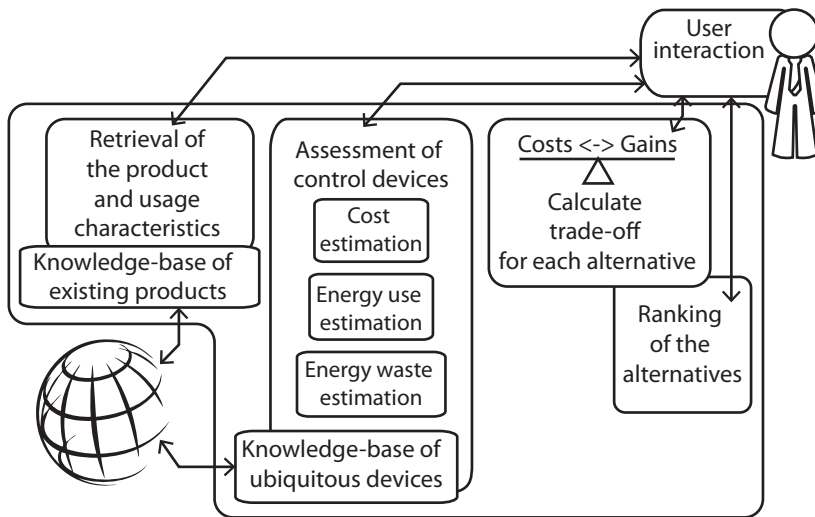 User
interaction
Retrieval of
the product
and usage
characteristics
Knowledge-base of
existing products
Assessment of
control devices
Cost
estimation
Energy use
estimation
Energy waste
estimation
Knowledge-base of
ubiquitous devices
Costs <-> Gains
Calculate
trade-off
for each alternative
Ranking
of the
alternatives